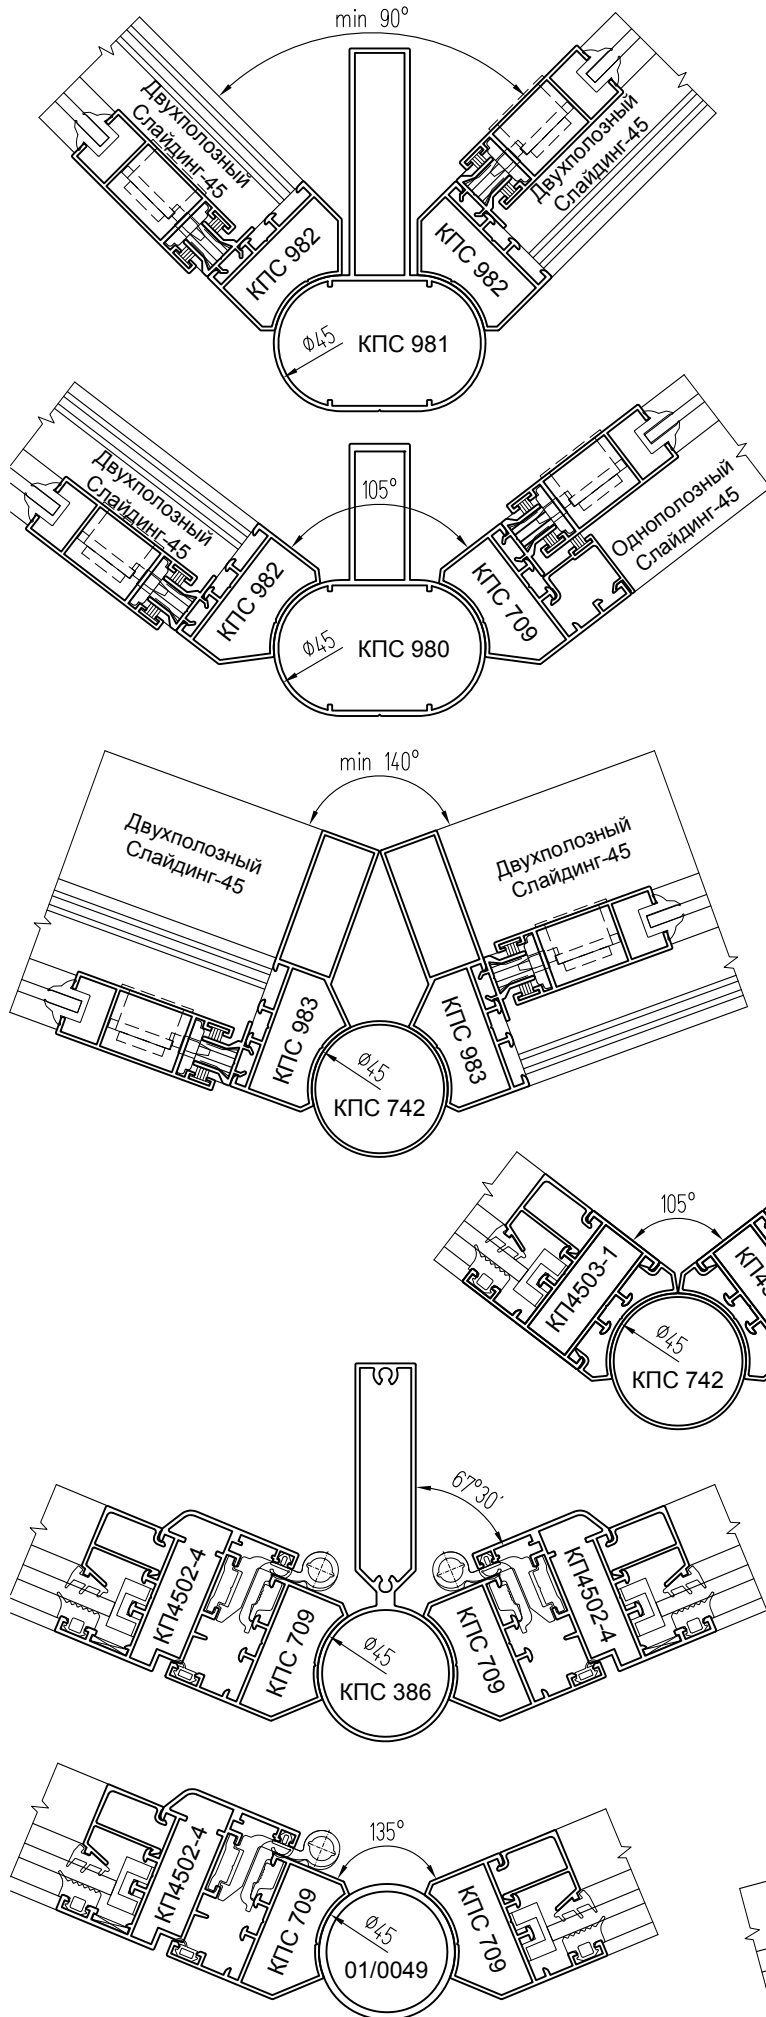 min 90°
Двухполозный
Слайдинг-45
Двухполозный
Слайдинг-45
КПС 982
КПС 982
Ø45
КПС 981
Двухполозный
Слайдинг-45
105°
Однополозный
Слайдинг-45
КПС 982
КПС 709
Ø45
КПС 980
min 140°
Двухполозный
Слайдинг-45
Двухполозный
Слайдинг-45
КПС 983
КПС 983
Ø45
КПС 742
105°
КП4503-1
Ø45
КПС 742
67°30′
КП4502-4
КП4502-4
КПС 709
КПС 709
Ø45
КПС 386
135°
КП4502-4
КПС 709
КПС 709
Ø45
01/0049